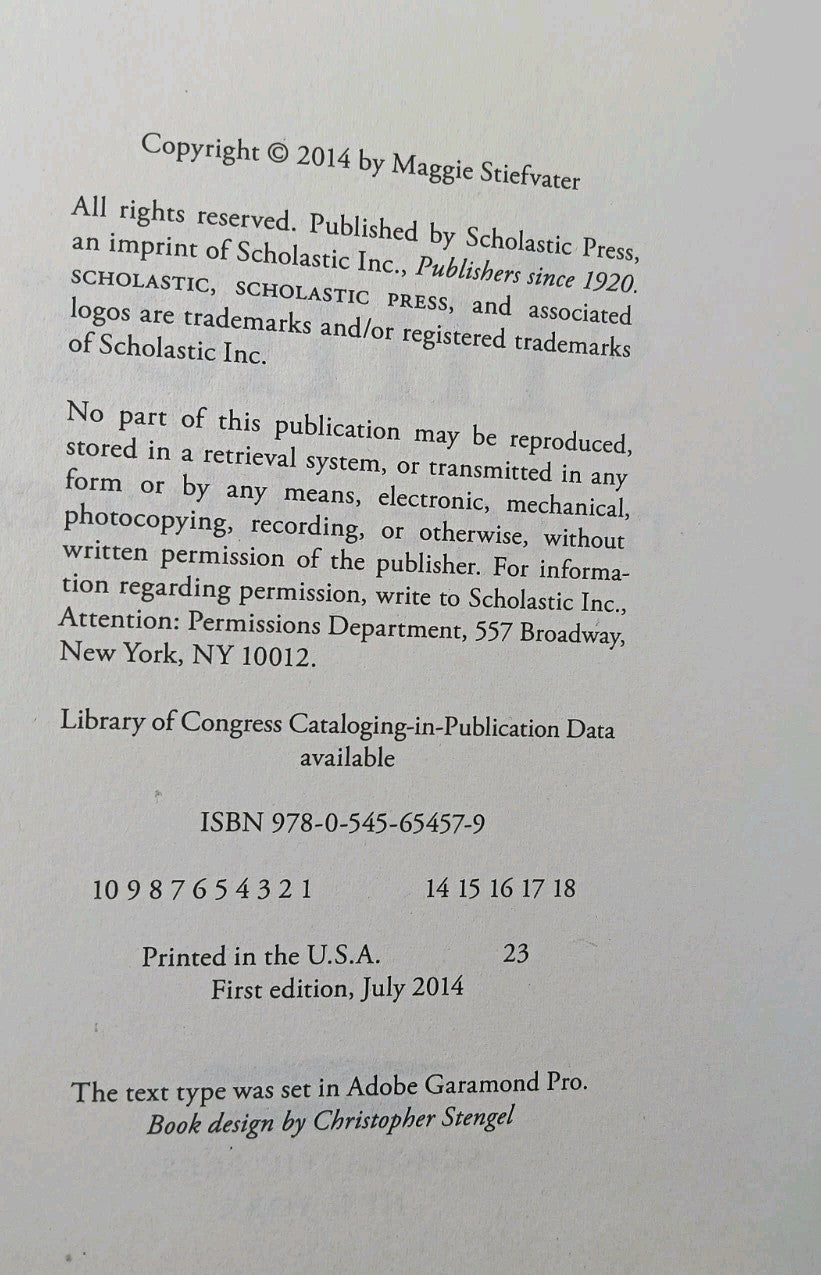 Copyright © 2014 by Maggie Stiefvater
All rights reserved. Published by Scholastic Press,
an imprint of Scholastic Inc., Publishers since 1920.
SCHOLASTIC, SCHOLASTIC PRESS, and associated
logos are trademarks and/or registered trademarks
of Scholastic Inc.
No part of this publication may be reproduced,
stored in a retrieval system, or transmitted in any
form or by any means, electronic, mechanical,
photocopying, recording, or otherwise, without
written permission of the publisher. For informa-
tion regarding permission, write to Scholastic Inc.,
Attention: Permissions Department, 557 Broadway,
New York, NY 10012.
Library of Congress Cataloging-in-Publication Data
available
ISBN 978-0-545-65457-9
10 9 8 7 6 5 4 3 2 1 14 15 16 17 18
Printed in the U.S.A. 23
First edition, July 2014
The text type was set in Adobe Garamond Pro.
Book design by Christopher Stengel